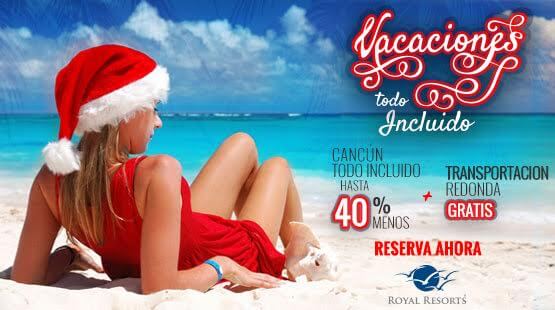 Vacaciones
todo
Incluido
CANCÚN
TODO INCLUIDO
HASTA
40%
MENOS
+
TRANSPORTACION
REDONDA
GRATIS
RESERVA AHORA
ROYAL RESORTS®